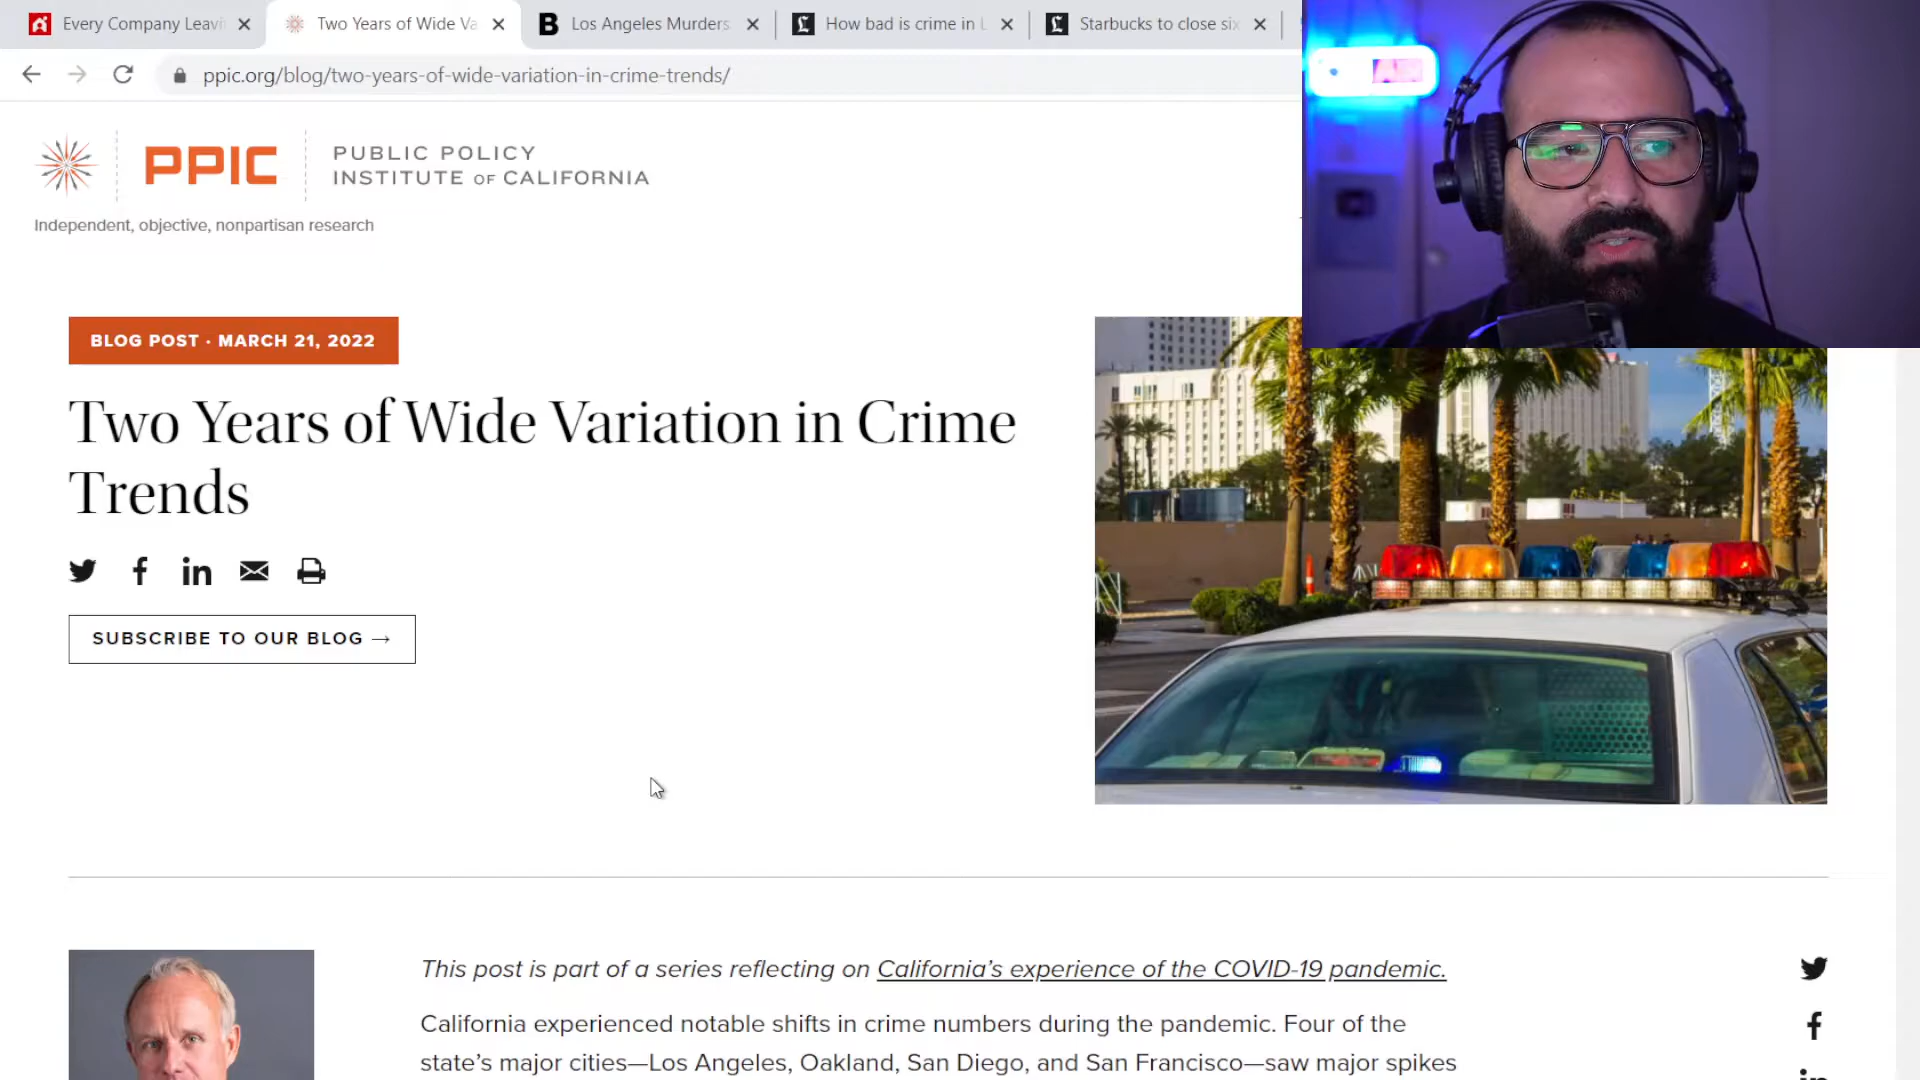 Every Company Leavi
Two Years of Wide Va
Los Angeles Murders
How bad is crime in L
Starbucks to close six
ppic.org/blog/two-years-of-wide-variation-in-crime-trends/
PPIC
PUBLIC POLICY
INSTITUTE OF CALIFORNIA
Independent, objective, nonpartisan research
BLOG POST · MARCH 21, 2022
Two Years of Wide Variation in Crime
Trends
SUBSCRIBE TO OUR BLOG →
This post is part of a series reflecting on California's experience of the COVID-19 pandemic.
California experienced notable shifts in crime numbers during the pandemic. Four of the
state's major cities—Los Angeles, Oakland, San Diego, and San Francisco—saw major spikes